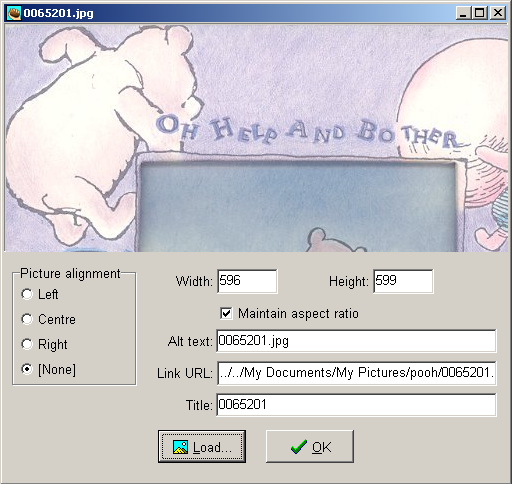 0065201.jpg
OH HELP AND BOTHER
Picture alignment
Left
Centre
Right
[None]
Width: 596 Height: 599
Maintain aspect ratio
Alt text: 0065201.jpg
Link URL: ../../My Documents/My Pictures/pooh/0065201.
Title: 0065201
Load... OK